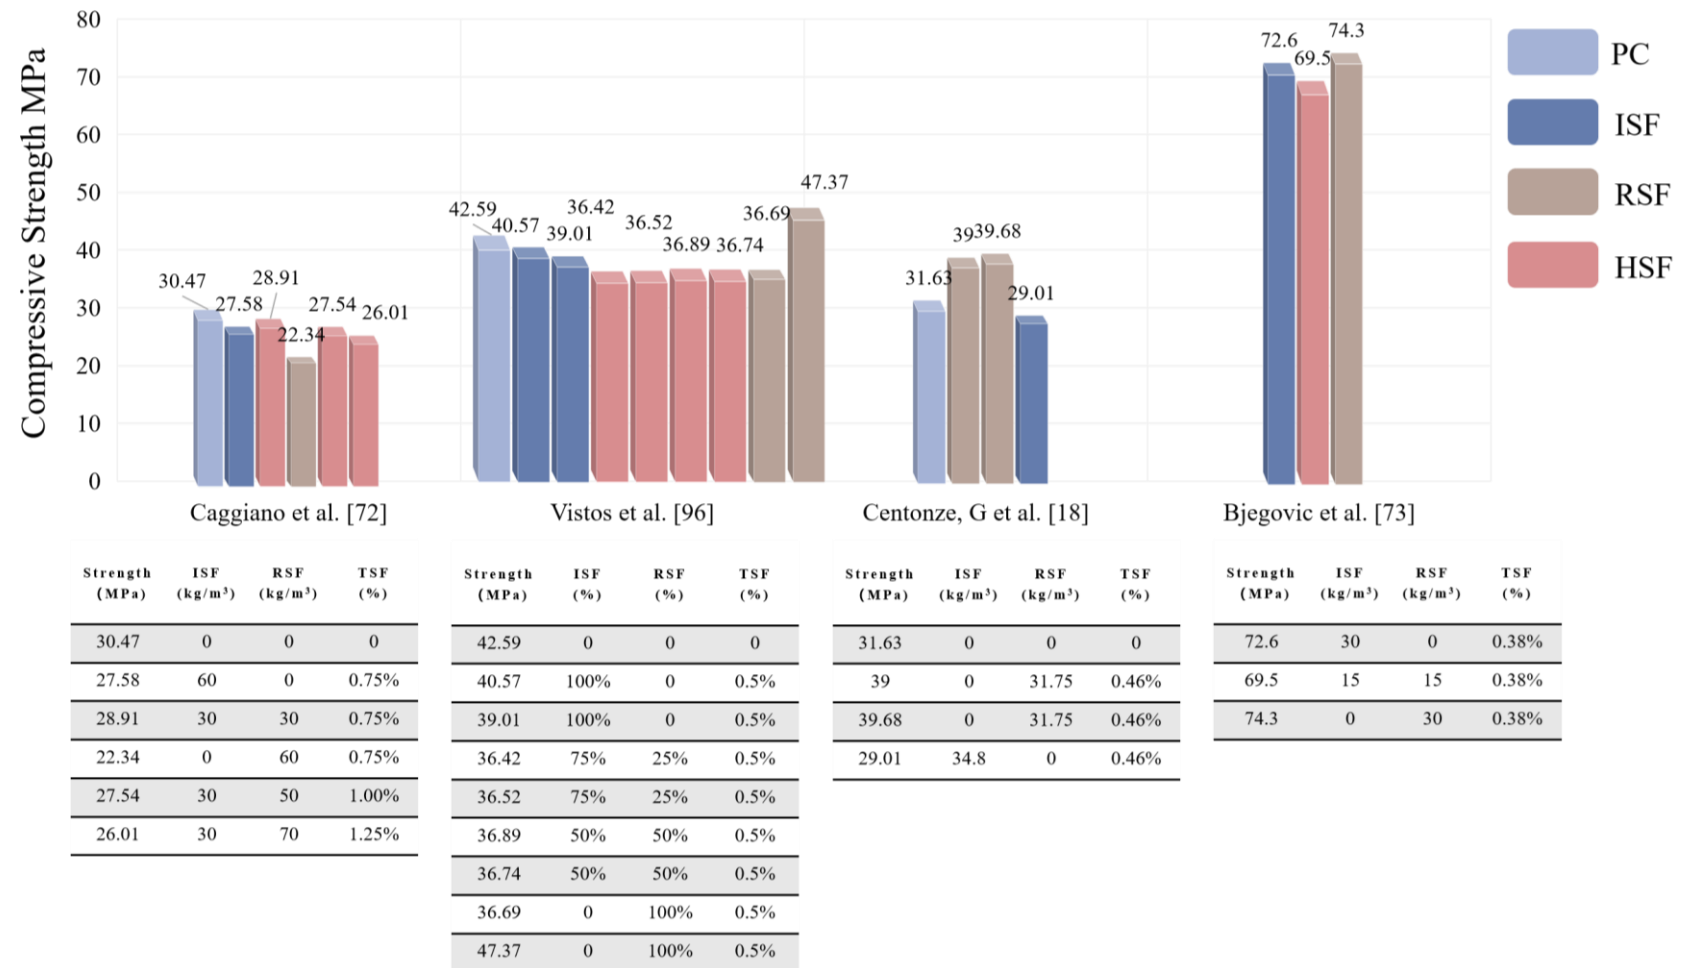 Compressive Strength MPa
80
70
60
50
40
30
20
10
0
30.47
27.58
28.91
22.34
27.54
26.01
42.59
40.57
39.01
36.42
36.52
36.89
36.74
36.69
47.37
31.63
39
39.68
29.01
72.6
69.5
74.3
PC
ISF
RSF
HSF
Caggiano et al. [72]
Vistos et al. [96]
Centonze, G et al. [18]
Bjegovic et al. [73]
Strength ISF RSF TSF
(MPa) (kg/m³) (kg/m³) (%)
30.47 0 0 0
27.58 60 0 0.75%
28.91 30 30 0.75%
22.34 0 60 0.75%
27.54 30 50 1.00%
26.01 30 70 1.25%
Strength ISF RSF TSF
(MPa) (%) (%) (%)
42.59 0 0 0
40.57 100% 0 0.5%
39.01 100% 0 0.5%
36.42 75% 25% 0.5%
36.52 75% 25% 0.5%
36.89 50% 50% 0.5%
36.74 50% 50% 0.5%
36.69 0 100% 0.5%
47.37 0 100% 0.5%
Strength ISF RSF TSF
(MPa) (kg/m³) (kg/m³) (%)
31.63 0 0 0
39 0 31.75 0.46%
39.68 0 31.75 0.46%
29.01 34.8 0 0.46%
Strength ISF RSF TSF
(MPa) (kg/m³) (kg/m³) (%)
72.6 30 0 0.38%
69.5 15 15 0.38%
74.3 0 30 0.38%